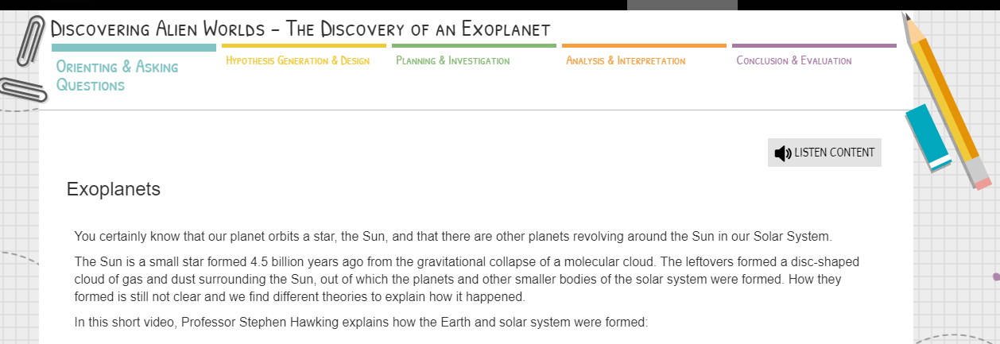 Discovering Alien Worlds – The Discovery of an Exoplanet
Orienting & Asking
Questions
Hypothesis Generation & Design
Planning & Investigation
Analysis & Interpretation
Conclusion & Evaluation
LISTEN CONTENT
Exoplanets
You certainly know that our planet orbits a star, the Sun, and that there are other planets revolving around the Sun in our Solar System.
The Sun is a small star formed 4.5 billion years ago from the gravitational collapse of a molecular cloud. The leftovers formed a disc-shaped
cloud of gas and dust surrounding the Sun, out of which the planets and other smaller bodies of the solar system were formed. How they
formed is still not clear and we find different theories to explain how it happened.
In this short video, Professor Stephen Hawking explains how the Earth and solar system were formed: